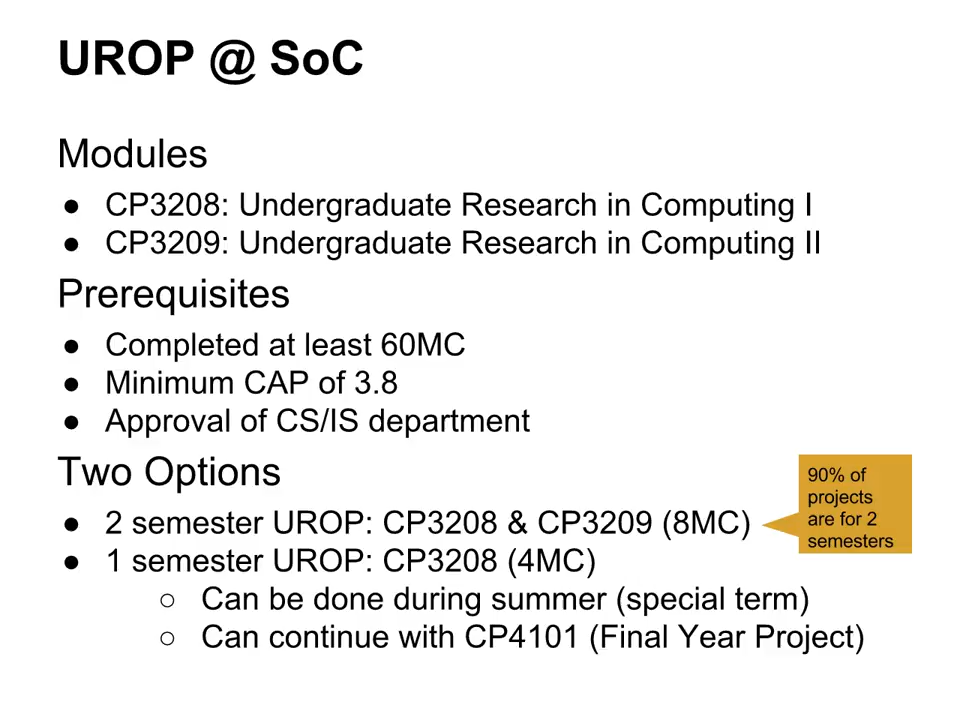 UROP @ SoC
Modules
● CP3208: Undergraduate Research in Computing I
● CP3209: Undergraduate Research in Computing II
Prerequisites
● Completed at least 60MC
● Minimum CAP of 3.8
● Approval of CS/IS department
Two Options
● 2 semester UROP: CP3208 & CP3209 (8MC)
90% of
projects
are for 2
semesters
● 1 semester UROP: CP3208 (4MC)
○ Can be done during summer (special term)
○ Can continue with CP4101 (Final Year Project)